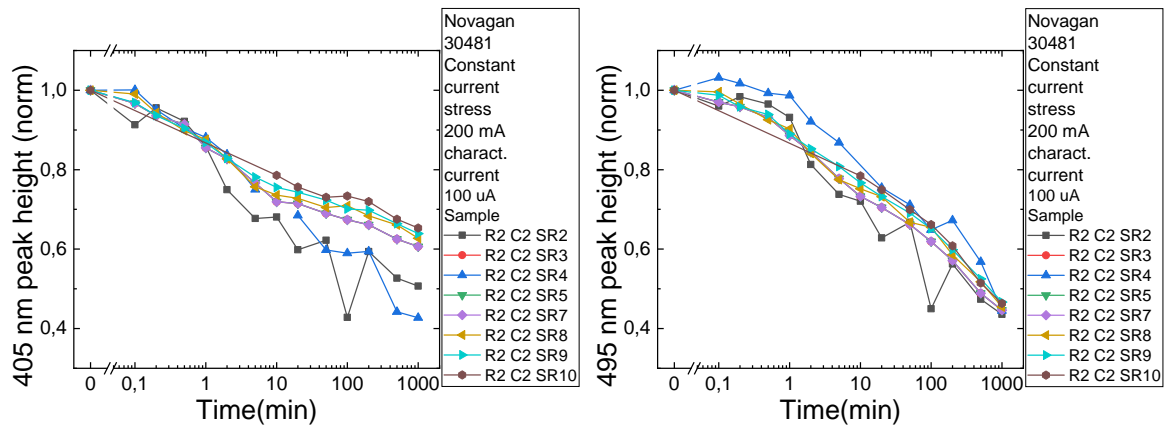 405 nm peak height (norm)
1,0
0,8
0,6
0,4
0
0,1
1
10
100
1000
Time(min)
Novagan
30481
Constant
current
stress
200 mA
charact.
current
100 uA
Sample
R2 C2 SR2
R2 C2 SR3
R2 C2 SR4
R2 C2 SR5
R2 C2 SR7
R2 C2 SR8
R2 C2 SR9
R2 C2 SR10
495 nm peak height (norm)
1,0
0,8
0,6
0,4
0
0,1
1
10
100
1000
Time(min)
Novagan
30481
Constant
current
stress
200 mA
charact.
current
100 uA
Sample
R2 C2 SR2
R2 C2 SR3
R2 C2 SR4
R2 C2 SR5
R2 C2 SR7
R2 C2 SR8
R2 C2 SR9
R2 C2 SR10